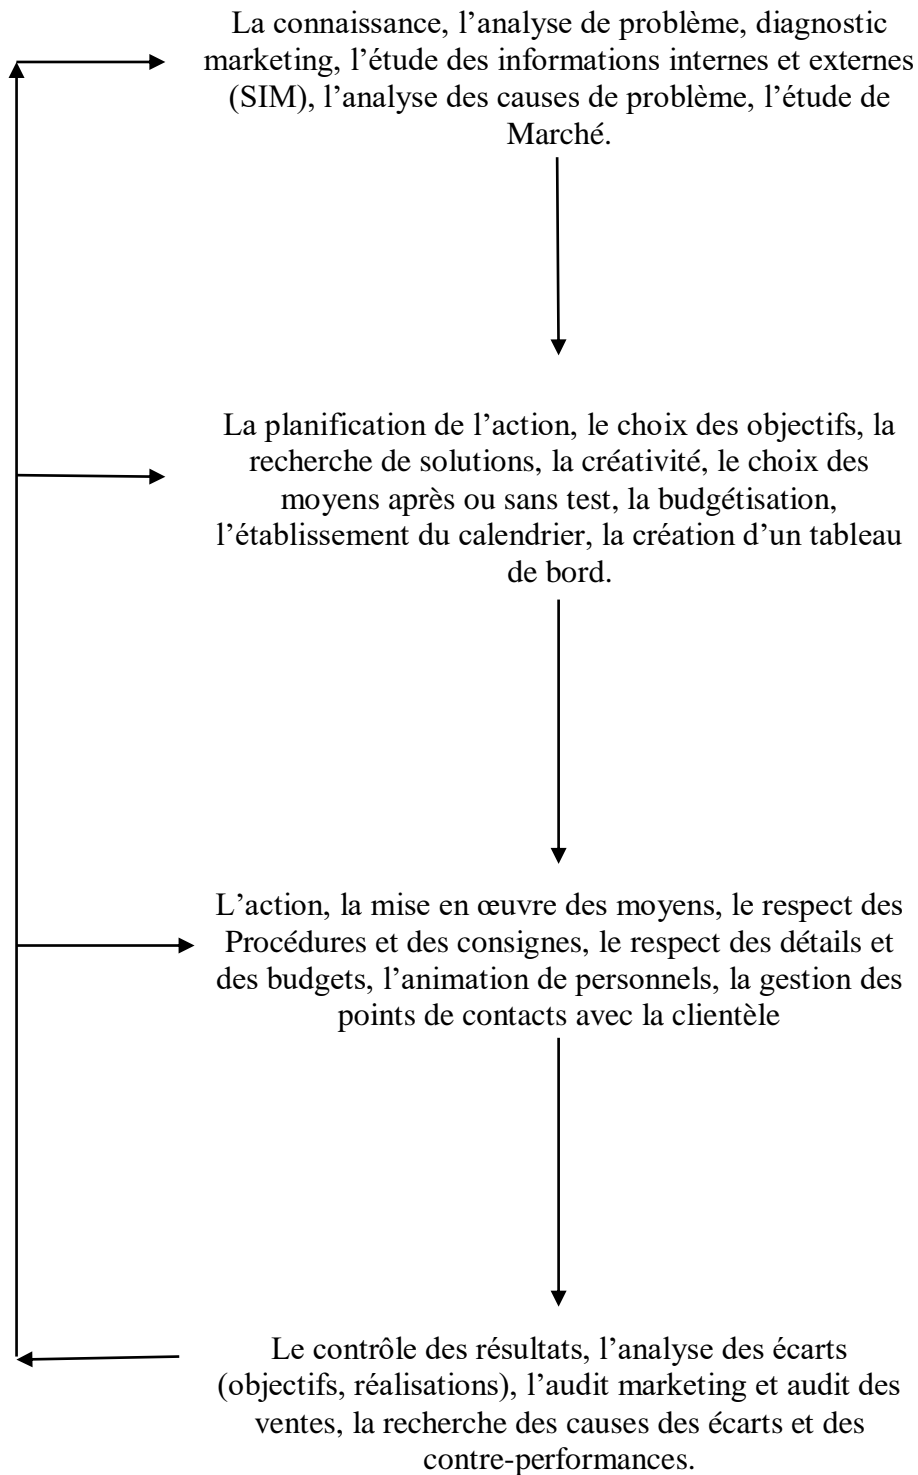 La connaissance, l’analyse de problème, diagnostic
marketing, l’étude des informations internes et externes
(SIM), l’analyse des causes de problème, l’étude de
Marché.
La planification de l’action, le choix des objectifs, la
recherche de solutions, la créativité, le choix des
moyens après ou sans test, la budgétisation,
l’établissement du calendrier, la création d’un tableau
de bord.
L’action, la mise en œuvre des moyens, le respect des
Procédures et des consignes, le respect des détails et
des budgets, l’animation de personnels, la gestion des
points de contacts avec la clientèle
Le contrôle des résultats, l’analyse des écarts
(objectifs, réalisations), l’audit marketing et audit des
ventes, la recherche des causes des écarts et des
contre-performances.